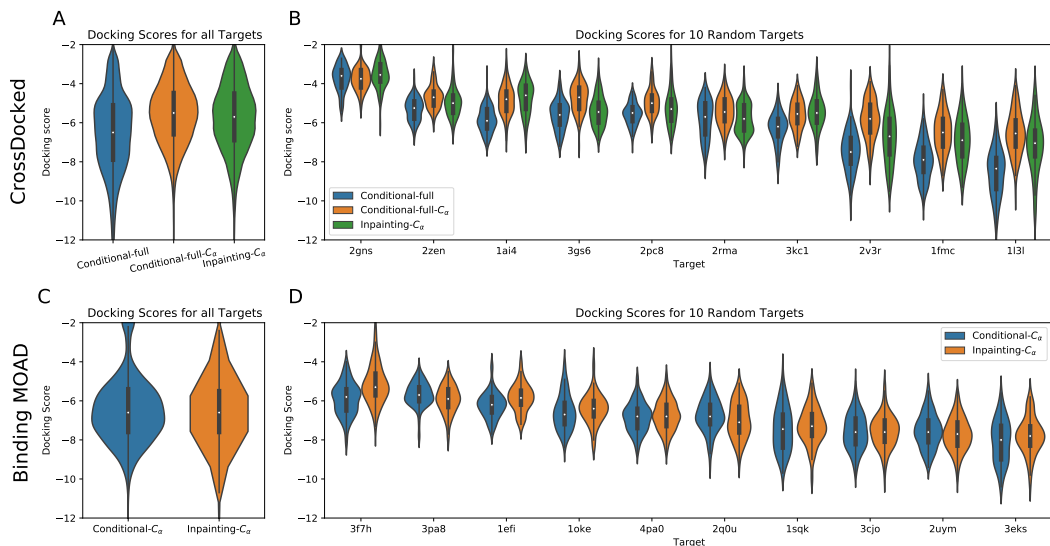 A
Docking Scores for all Targets
CrossDocked
Docking score
−2
−4
−6
−8
−10
−12
Conditional-full
Conditional-full-Cα
Inpainting-Cα
B
Docking Scores for 10 Random Targets
Docking Score
−2
−4
−6
−8
−10
−12
Conditional-full
Conditional-full-Cα
Inpainting-Cα
2gns 2zen 1ai4 3gs6 2pc8 2rma 3kc1 2v3r 1fmc 1l3l
Target
C
Docking Scores for all Targets
Binding MOAD
Docking Score
−2
−4
−6
−8
−10
−12
Conditional-Cα Inpainting-Cα
D
Docking Scores for 10 Random Targets
Docking Score
−2
−4
−6
−8
−10
−12
Conditional-Cα
Inpainting-Cα
3f7h 3pa8 1efi 1oke 4pa0 2q0u 1sqk 3cjo 2uym 3eks
Target